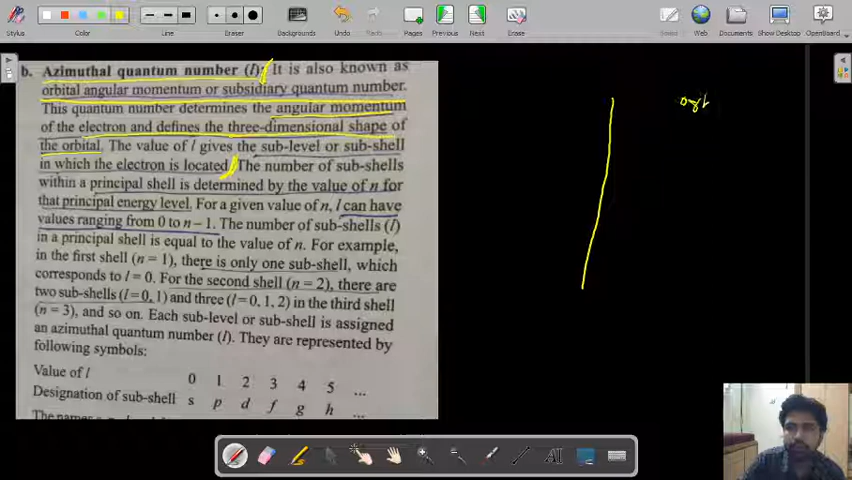 Stylus
Color
Line
Eraser
Backgrounds
Undo
Redo
Pages
Previous
Next
Erase
Board
Web
Documents
Show Desktop
OpenBoard
b. Azimuthal quantum number (l): It is also known as
orbital angular momentum or subsidiary quantum number.
This quantum number determines the angular momentum
of the electron and defines the three-dimensional shape of
the orbital. The value of l gives the sub-level or sub-shell
in which the electron is located. The number of sub-shells
within a principal shell is determined by the value of n for
that principal energy level. For a given value of n, l can have
values ranging from 0 to n – 1. The number of sub-shells (l)
in a principal shell is equal to the value of n. For example,
in the first shell (n = 1), there is only one sub-shell, which
corresponds to l = 0. For the second shell (n = 2), there are
two sub-shells (l = 0, 1) and three (l = 0, 1, 2) in the third shell
(n = 3), and so on. Each sub-level or sub-shell is assigned
an azimuthal quantum number (l). They are represented by
following symbols:
Value of l 0 1 2 3 4 5 ...
Designation of sub-shell s p d f g h ...